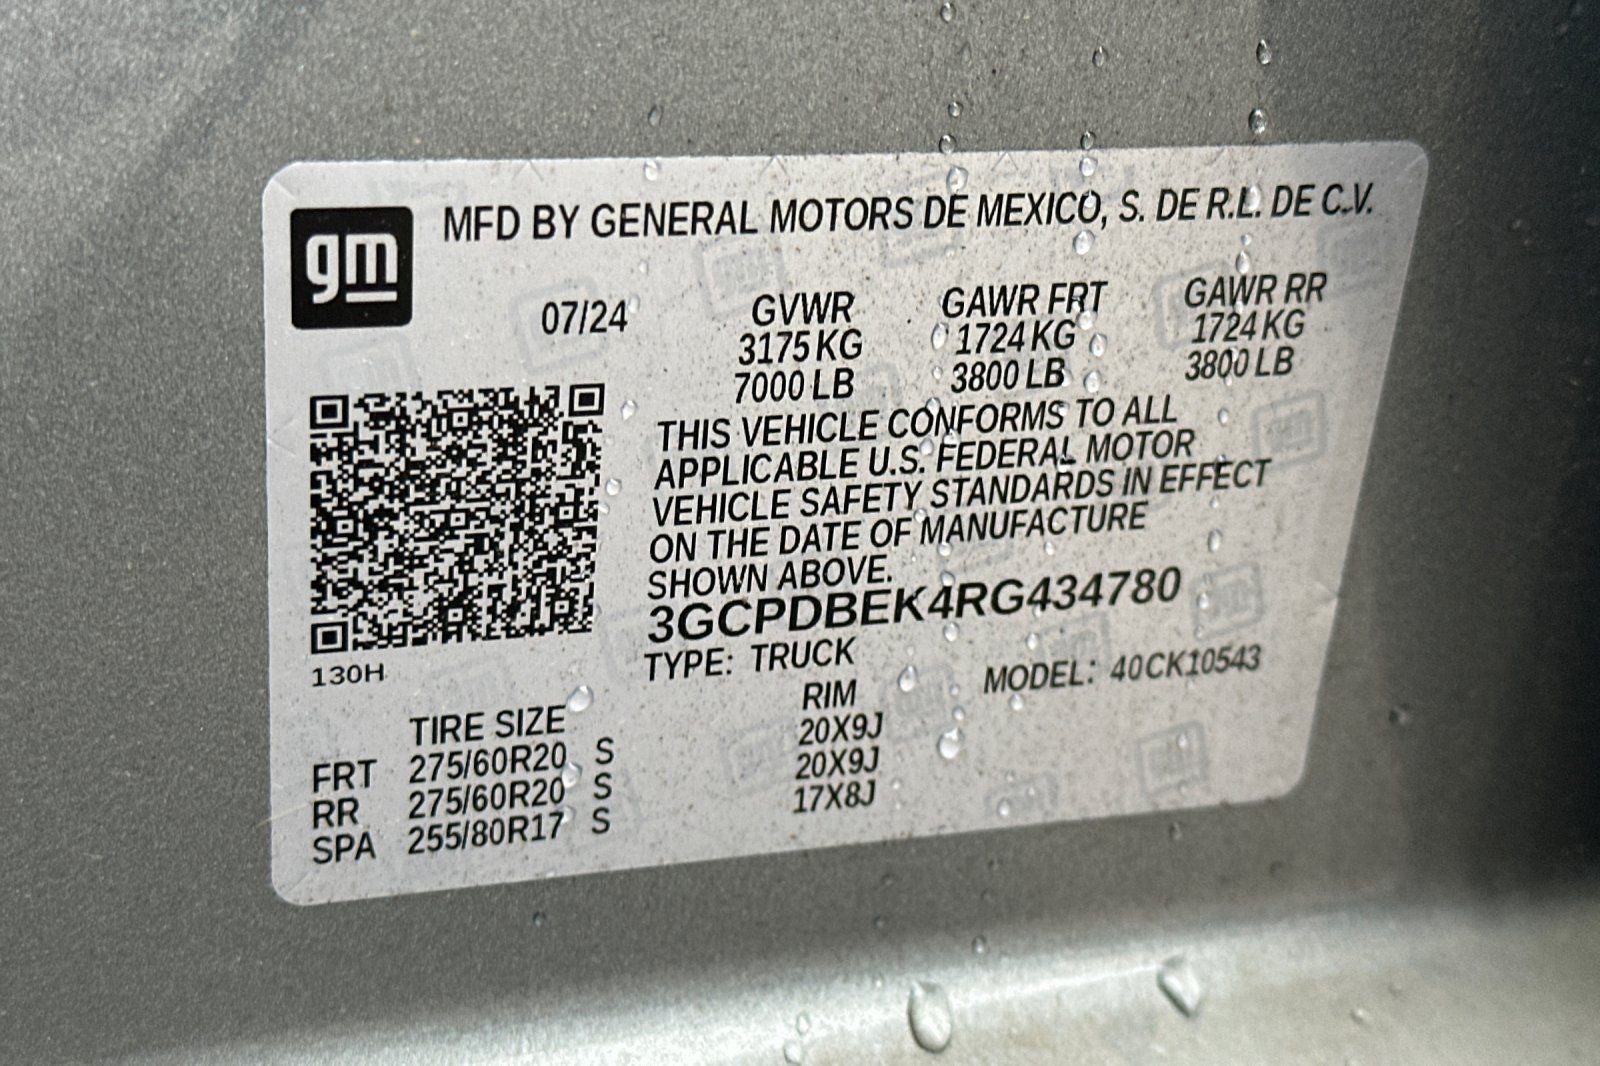 gm
MFD BY GENERAL MOTORS DE MEXICO, S. DE R.L. DE C.V.
07/24 GVWR GAWR FRT GAWR RR
3175 KG 1724 KG 1724 KG
7000 LB 3800 LB 3800 LB
THIS VEHICLE CONFORMS TO ALL
APPLICABLE U.S. FEDERAL MOTOR
VEHICLE SAFETY STANDARDS IN EFFECT
ON THE DATE OF MANUFACTURE
SHOWN ABOVE.
3GCPDBEK4RG434780
130H
TYPE: TRUCK MODEL: 40CK10543
TIRE SIZE RIM
FRT 275/60R20 S 20X9J
RR 275/60R20 S 20X9J
SPA 255/80R17 S 17X8J